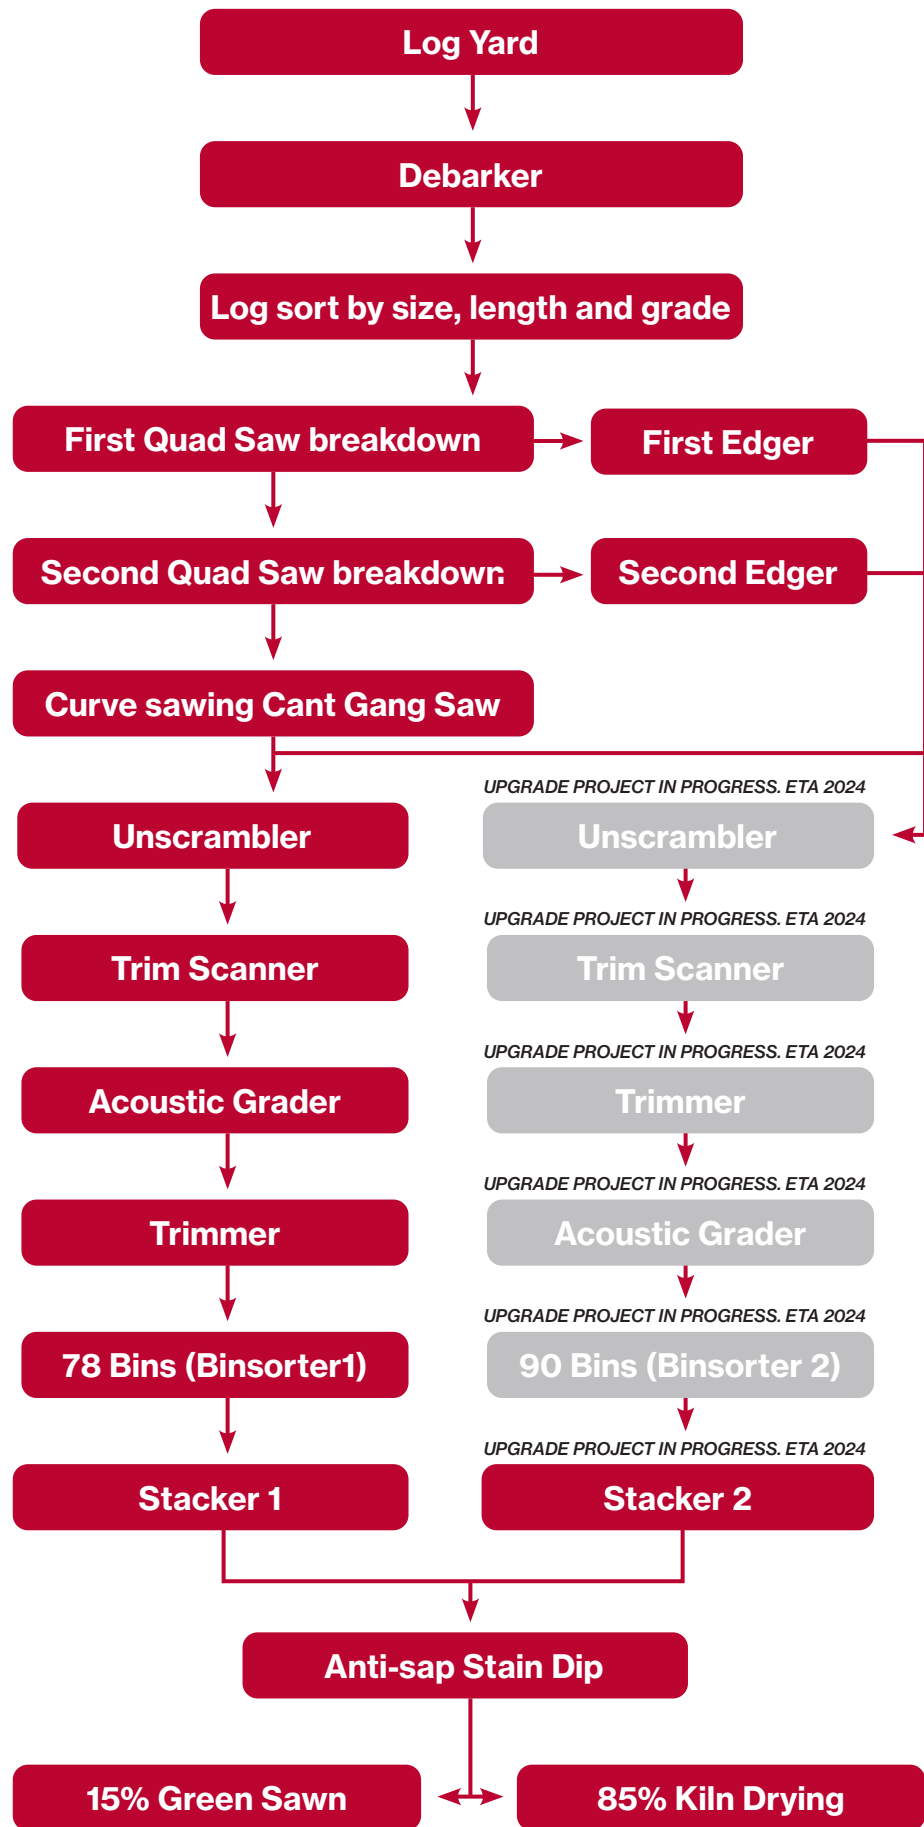 Log Yard
Debarker
Log sort by size, length and grade
First Quad Saw breakdown
First Edger
Second Quad Saw breakdown:
Second Edger
Curve sawing Cant Gang Saw
UPGRADE PROJECT IN PROGRESS. ETA 2024
Unscrambler
Unscrambler
UPGRADE PROJECT IN PROGRESS. ETA 2024
Trim Scanner
Trim Scanner
UPGRADE PROJECT IN PROGRESS. ETA 2024
Acoustic Grader
Trimmer
UPGRADE PROJECT IN PROGRESS. ETA 2024
Trimmer
Acoustic Grader
UPGRADE PROJECT IN PROGRESS. ETA 2024
78 Bins (Binsorter1)
90 Bins (Binsorter 2)
UPGRADE PROJECT IN PROGRESS. ETA 2024
Stacker 1
Stacker 2
Anti-sap Stain Dip
15% Green Sawn
85% Kiln Drying